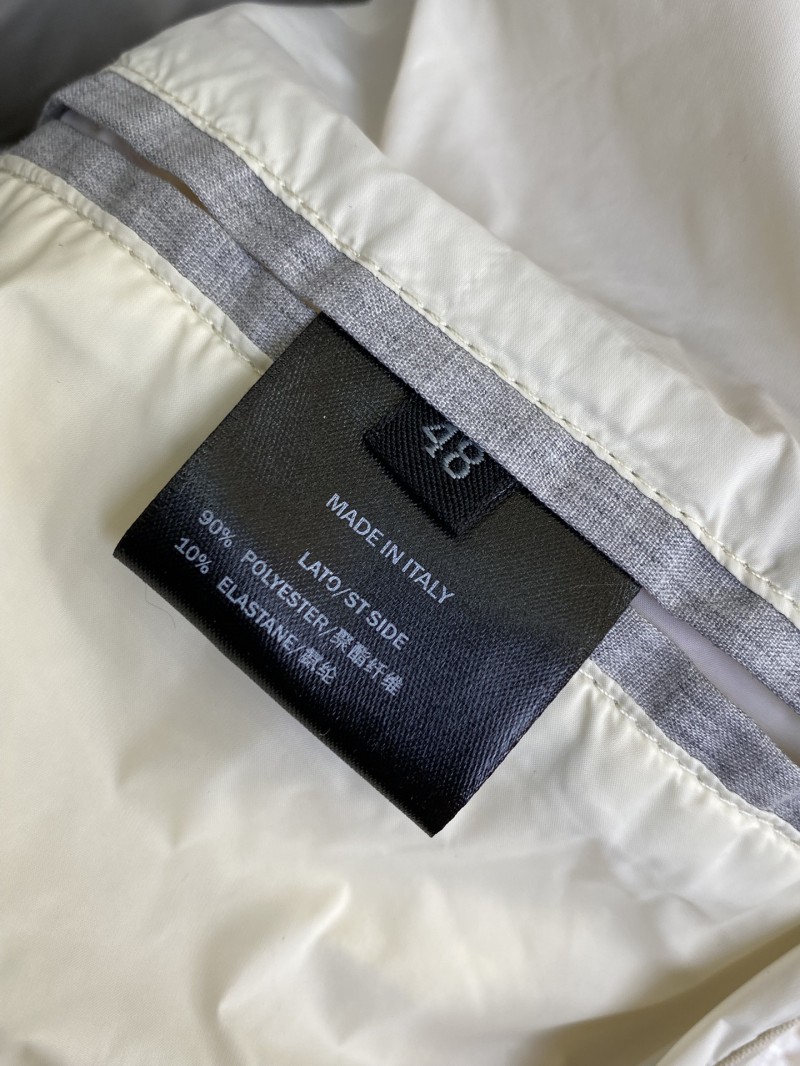 48
MADE IN ITALY
LATO/ST SIDE
90% POLYESTER/聚酯纤维
10% ELASTANE/氨纶